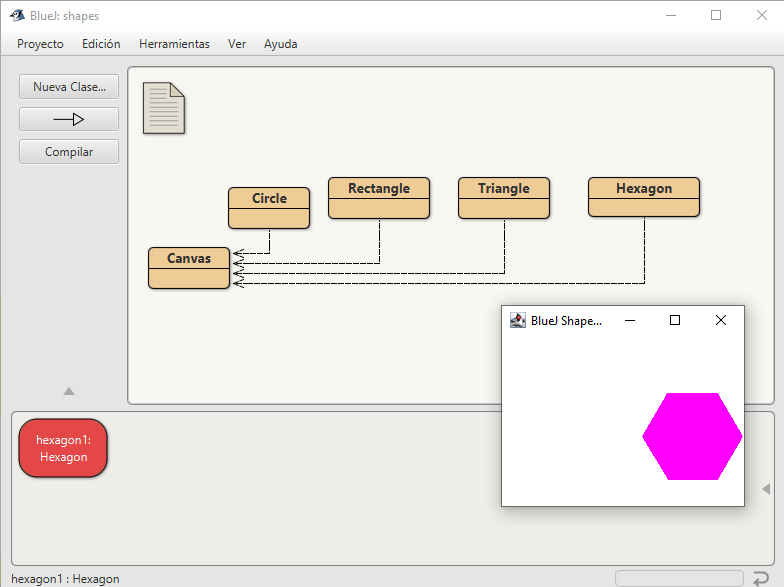 BlueJ: shapes
Proyecto Edición Herramientas Ver Ayuda
Nueva Clase...
Compilar
Circle
Rectangle
Triangle
Hexagon
Canvas
BlueJ Shape...
hexagon1:
Hexagon
hexagon1 : Hexagon